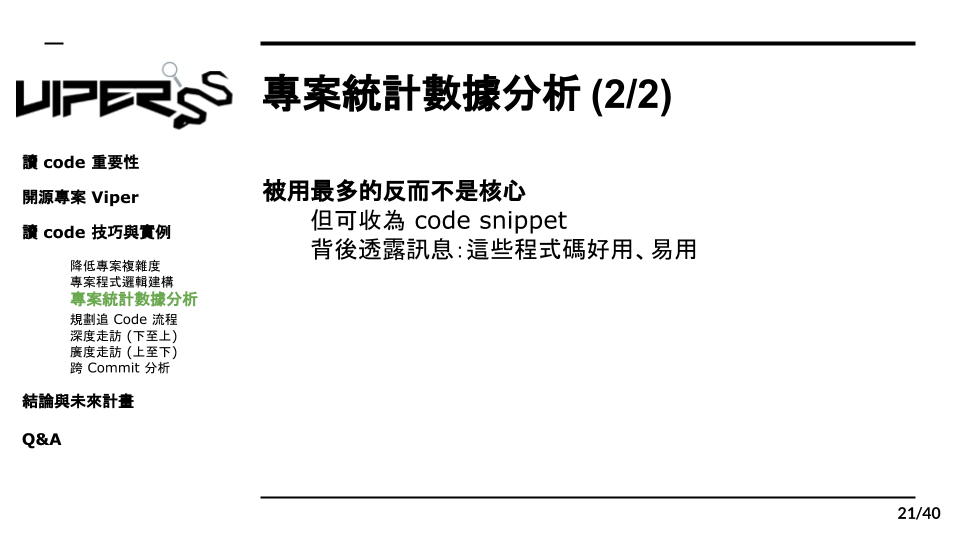 VIPER
專案統計數據分析 (2/2)
讀 code 重要性
開源專案 Viper
讀 code 技巧與實例
降低專案複雜度
專案程式邏輯建構
專案統計數據分析
規劃追 Code 流程
深度走訪 (下至上)
廣度走訪 (上至下)
跨 Commit 分析
結論與未來計畫
Q&A
被用最多的反而不是核心
但可收為 code snippet
背後透露訊息：這些程式碼好用、易用
21/40